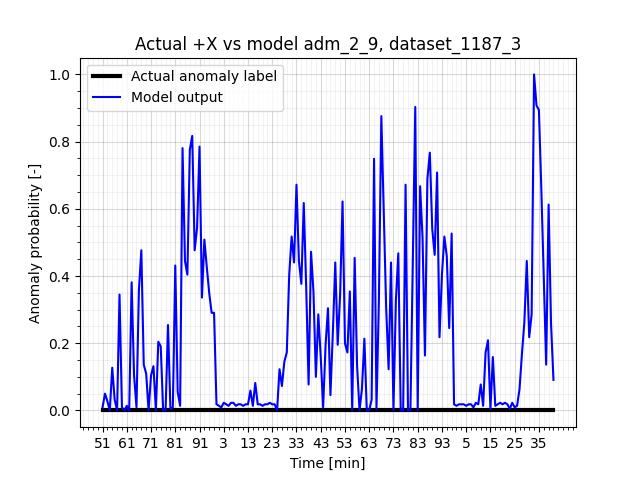 Actual +X vs model adm_2_9, dataset_1187_3
Actual anomaly label
Model output
Anomaly probability [-]
1.0
0.8
0.6
0.4
0.2
0.0
51 61 71 81 91 3 13 23 33 43 53 63 73 83 93 5 15 25 35
Time [min]